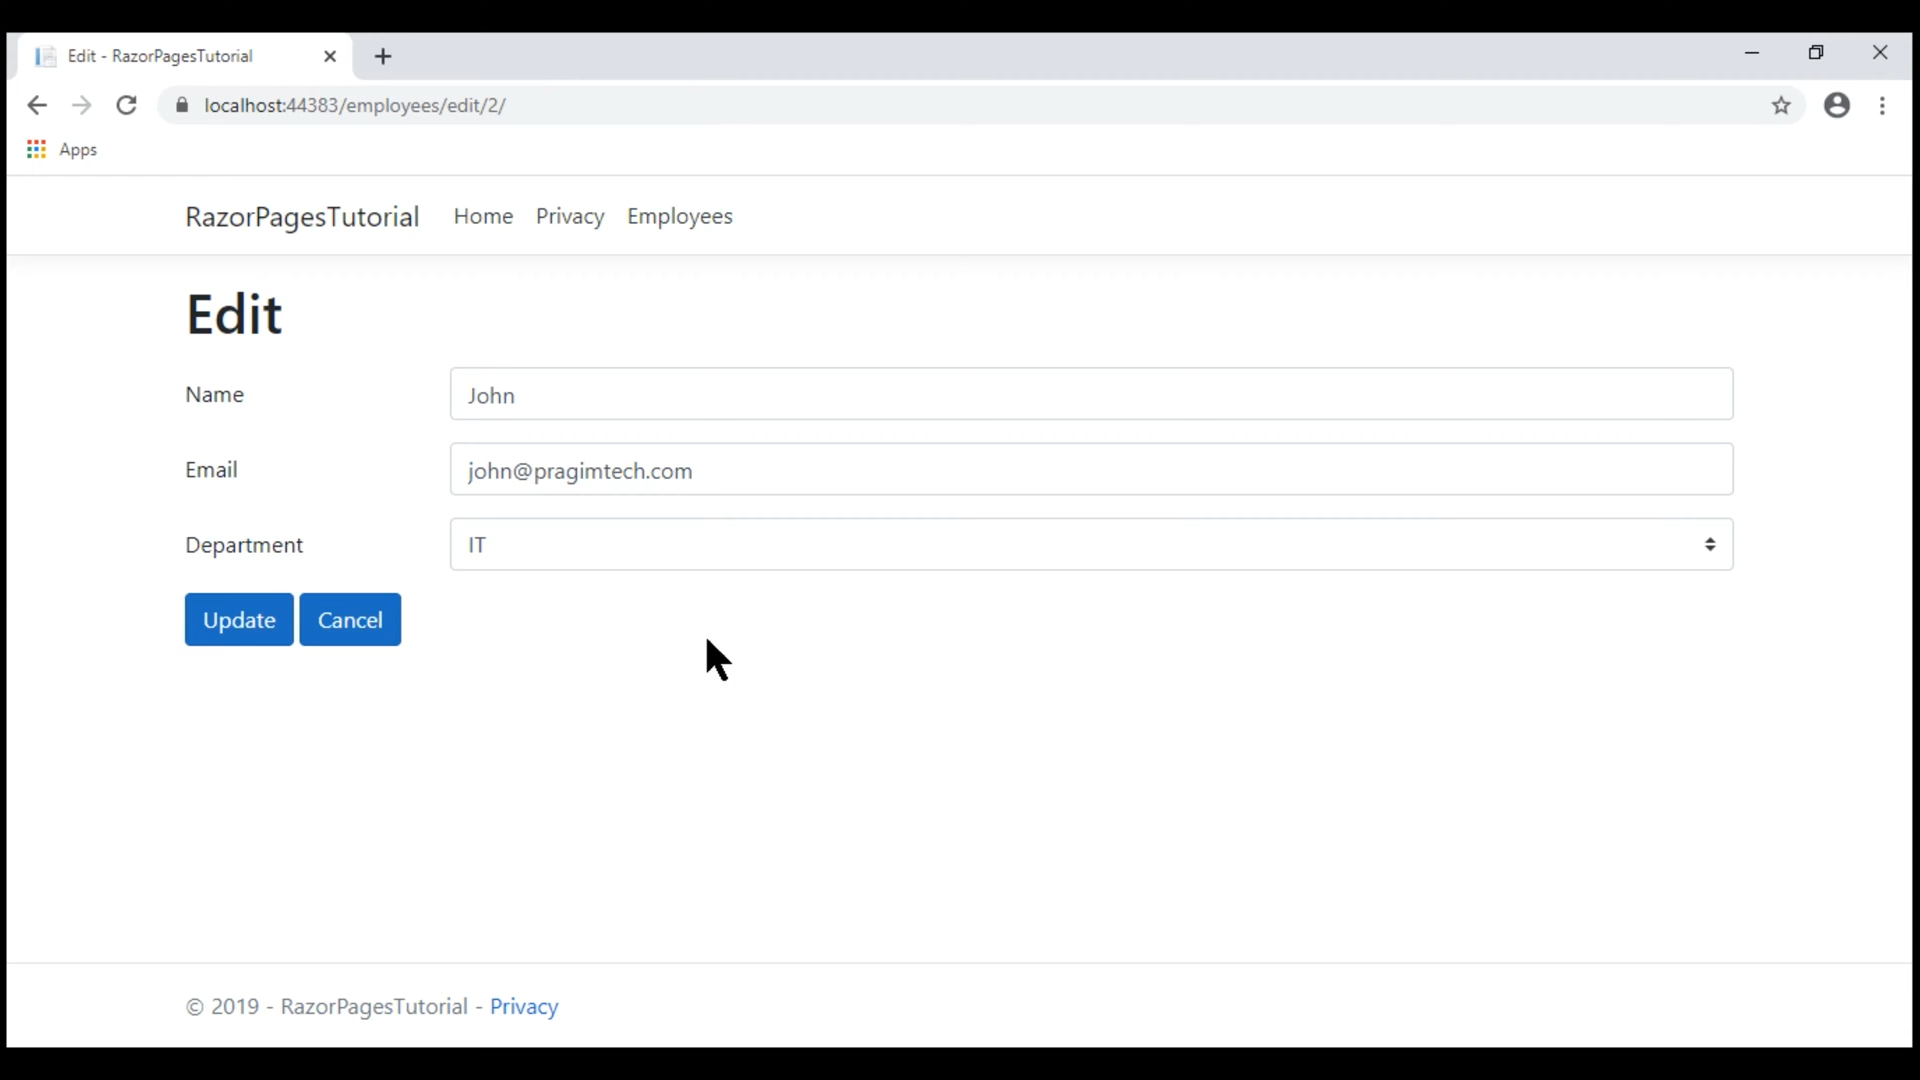 Edit - RazorPagesTutorial
localhost:44383/employees/edit/2/
Apps
RazorPagesTutorial Home Privacy Employees
Edit
Name John
Email john@pragimtech.com
Department IT
Update Cancel
© 2019 - RazorPagesTutorial - Privacy